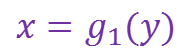 x = g₁(y)